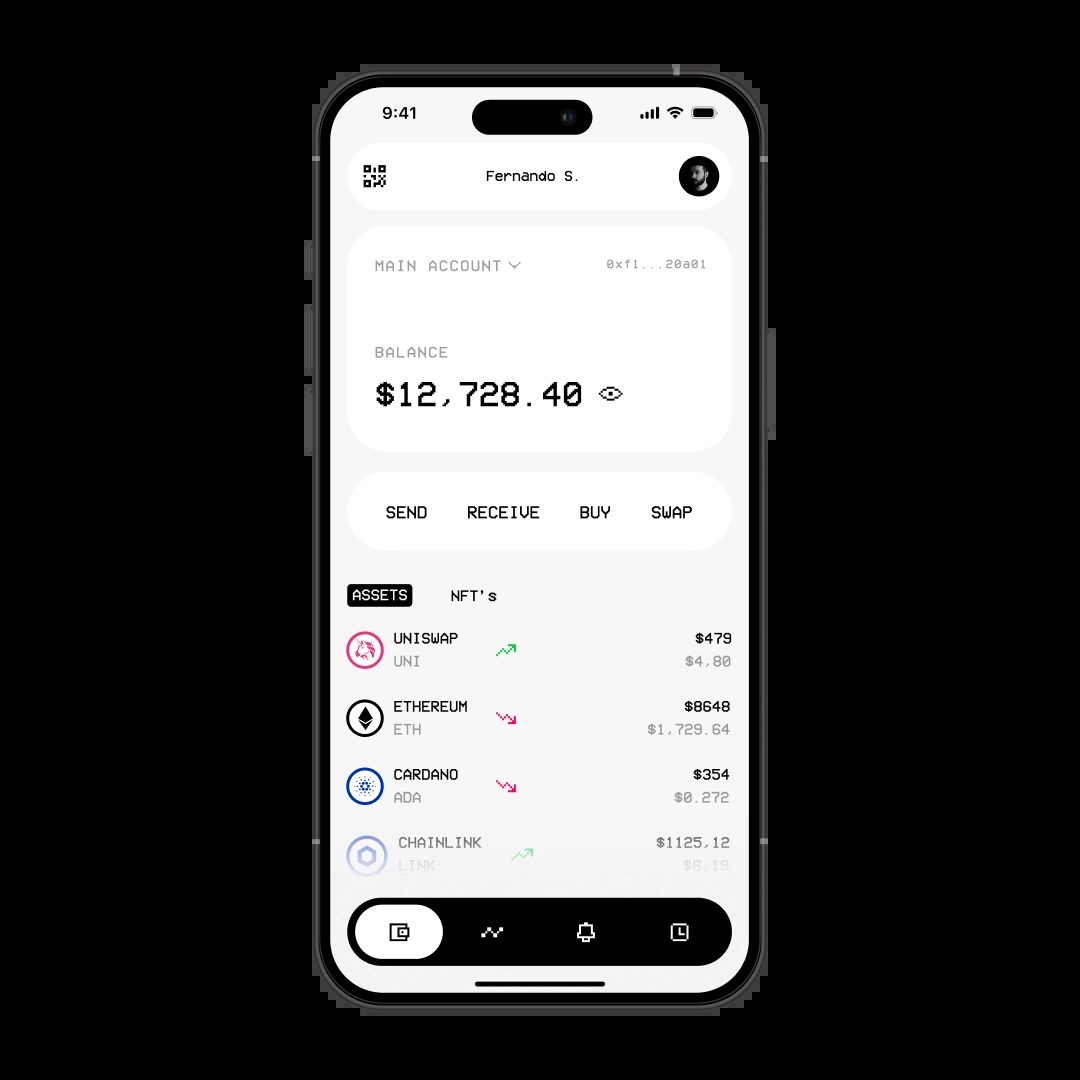 9:41
Fernando S.
MAIN ACCOUNT 0xf1...20a01
BALANCE
$12,728.40
SEND RECEIVE BUY SWAP
ASSETS NFT's
UNISWAP $479
UNI $4,80
ETHEREUM $8648
ETH $1,729.64
CARDANO $354
ADA $0.272
CHAINLINK $1125,12
LINK $6,19